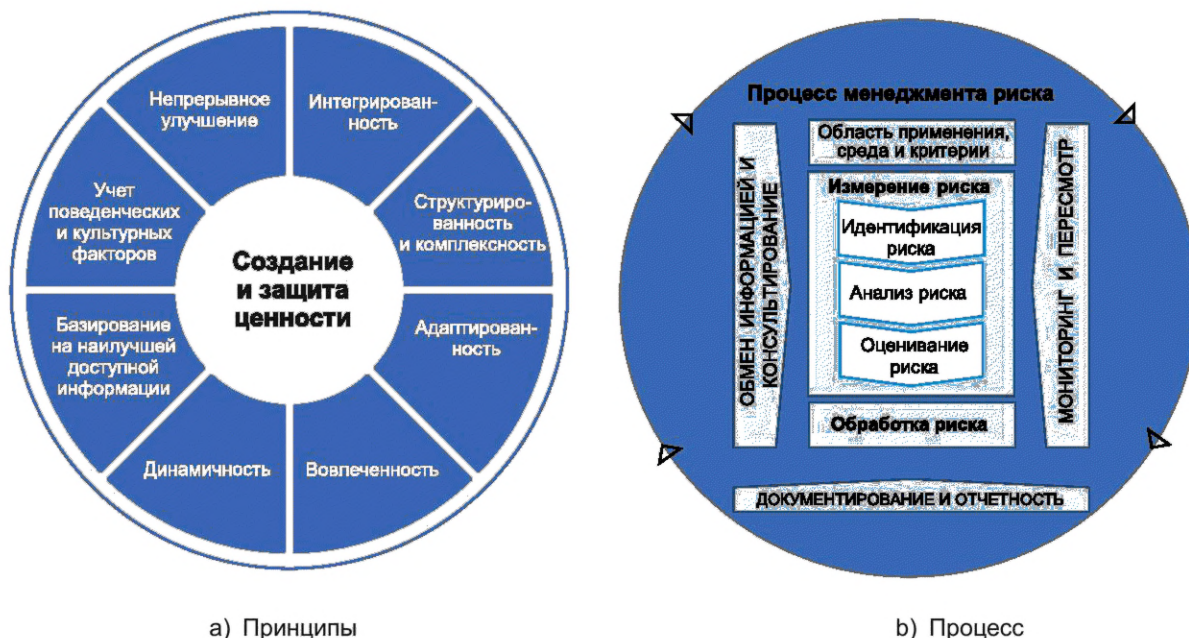 Непрерывное
улучшение
Интегрирован-
ность
Структуриро-
ванность
и комплексность
Адаптирован-
ность
Вовлеченность
Динамичность
Базирование
на наилучшей
доступной
информации
Учет
поведенческих
и культурных
факторов
Создание
и защита
ценности
а) Принципы
Процесс менеджмента риска
ОБМЕН ИНФОРМАЦИЕЙ И
КОНСУЛЬТИРОВАНИЕ
Область применения,
среда и критерии
Измерение риска
Идентификация
риска
Анализ риска
Оценивание
риска
Обработка риска
МОНИТОРИНГ И ПЕРЕСМОТР
ДОКУМЕНТИРОВАНИЕ И ОТЧЕТНОСТЬ
b) Процесс